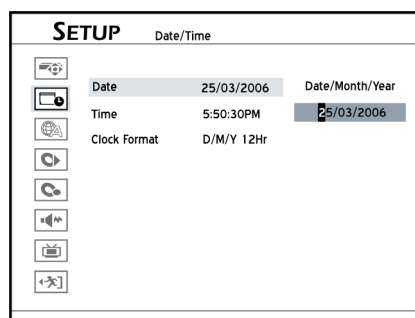 SETUP Date/Time
Date 25/03/2006 Date/Month/Year
25/03/2006
Time 5:50:30PM
Clock Format D/M/Y 12Hr